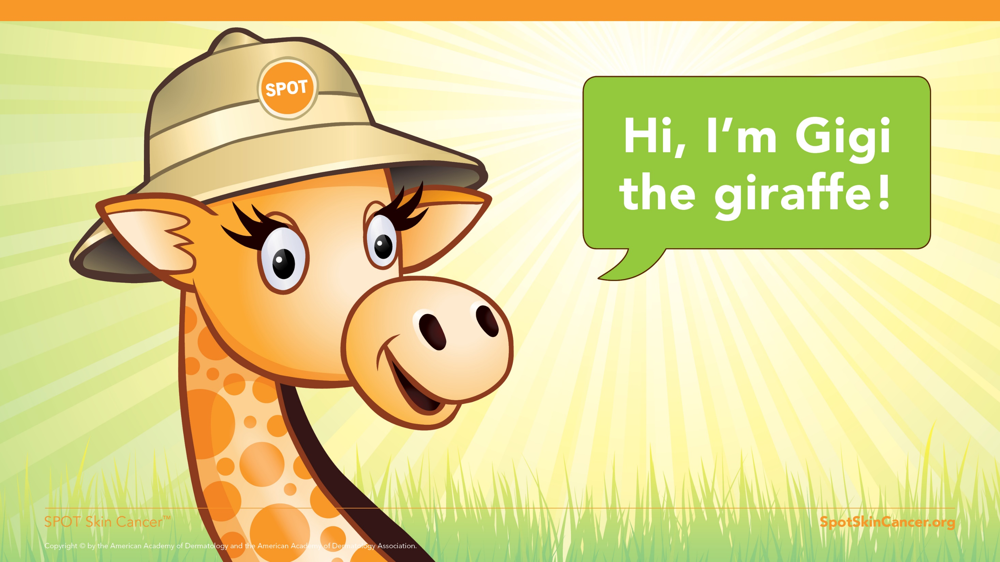 SPOT
Hi, I’m Gigi
the giraffe!
SPOT Skin Cancer™
SpotSkinCancer.org
Copyright © by the American Academy of Dermatology and the American Academy of Dermatology Association.